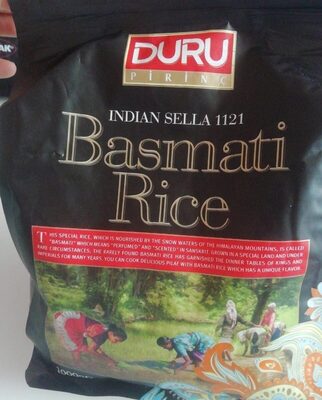 DURU
PİRİNÇ
INDIAN SELLA 1121
Basmati
Rice
THIS SPECIAL RICE, WHICH IS NOURISHED BY THE SNOW WATERS OF THE HIMALAYAN MOUNTAINS, IS CALLED
"BASMATI" WHICH MEANS "PERFUMED" AND "SCENTED" IN SANSKRIT. GROWN IN A SPECIAL LAND AND UNDER
RARE CIRCUMSTANCES, THE RARELY FOUND BASMATI RICE HAS GARNISHED THE DINNER TABLES OF KINGS AND
IMPERIALS FOR MANY YEARS. YOU CAN COOK DELICIOUS PILAF WITH BASMATI RICE WHICH HAS A UNIQUE FLAVOR.